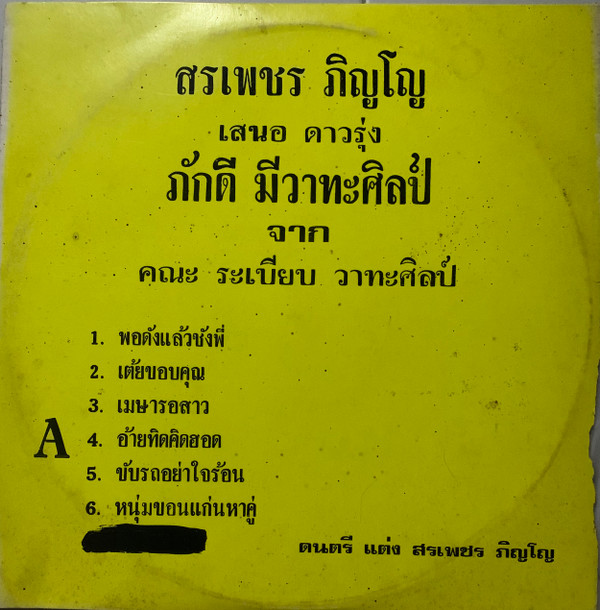 สรเพชร ภิญโญ
เสนอ ดาวรุ่ง
ภักดี มีวาทะศิลป์
จาก
คณะ ระเบียบ วาทะศิลป์
1. พอดังแล้วชังพี่
2. เต้ยขอบคุณ
3. เมษารอสาว
A
4. อ้ายทิดคิดฮอด
5. ขับรถอย่าใจร้อน
6. หนุ่มขอนแก่นหาคู่
ดนตรี แต่ง สรเพชร ภิญโญ